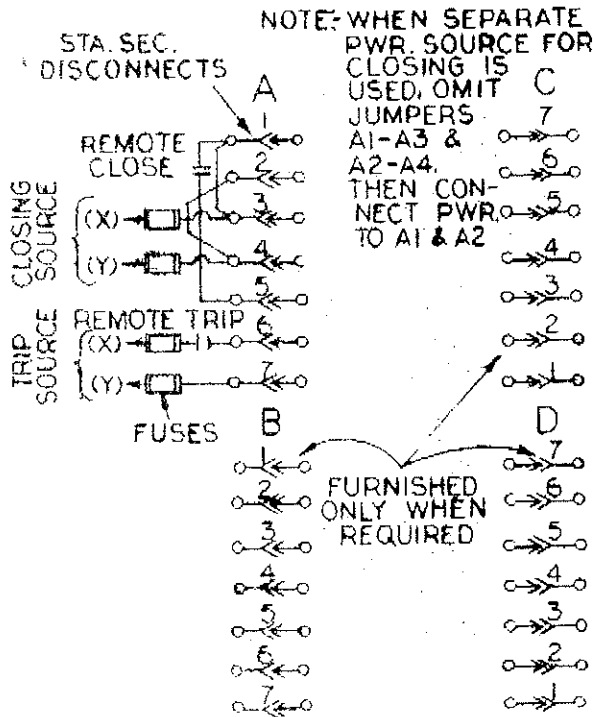 NOTE:- WHEN SEPARATE
PWR. SOURCE FOR
CLOSING IS
USED, OMIT
JUMPERS
A1-A3 &
A2-A4.
THEN CON-
NECT PWR.
TO A1 & A2
STA. SEC.
DISCONNECTS
A
1
2
3
4
5
6
7
REMOTE
CLOSE
CLOSING
SOURCE
(X)
(Y)
REMOTE TRIP
TRIP
SOURCE
(X)
(Y)
FUSES
C
7
6
5
4
3
2
1
B
1
2
3
4
5
6
7
FURNISHED
ONLY WHEN
REQUIRED
D
7
6
5
4
3
2
1